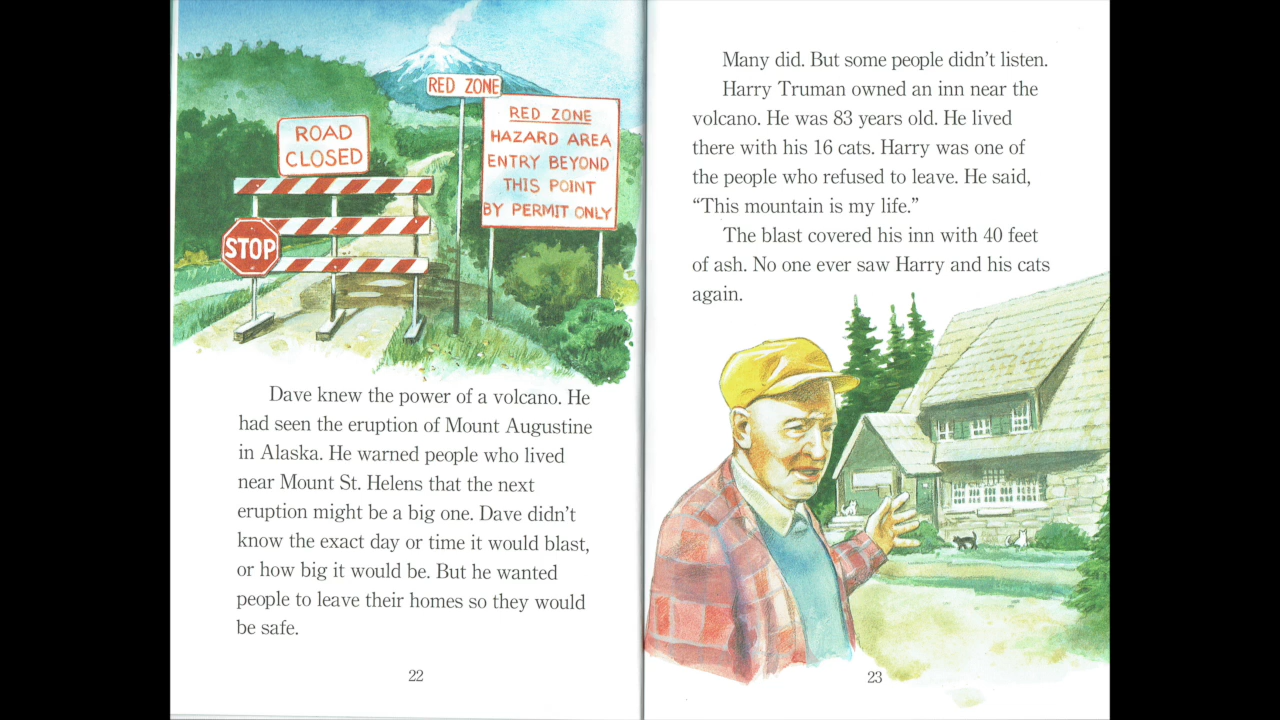 ROAD
CLOSED
STOP
RED ZONE
RED ZONE
HAZARD AREA
ENTRY BEYOND
THIS POINT
BY PERMIT ONLY
Dave knew the power of a volcano. He
had seen the eruption of Mount Augustine
in Alaska. He warned people who lived
near Mount St. Helens that the next
eruption might be a big one. Dave didn’t
know the exact day or time it would blast,
or how big it would be. But he wanted
people to leave their homes so they would
be safe.
22
Many did. But some people didn’t listen.
Harry Truman owned an inn near the
volcano. He was 83 years old. He lived
there with his 16 cats. Harry was one of
the people who refused to leave. He said,
“This mountain is my life.”
The blast covered his inn with 40 feet
of ash. No one ever saw Harry and his cats
again.
23